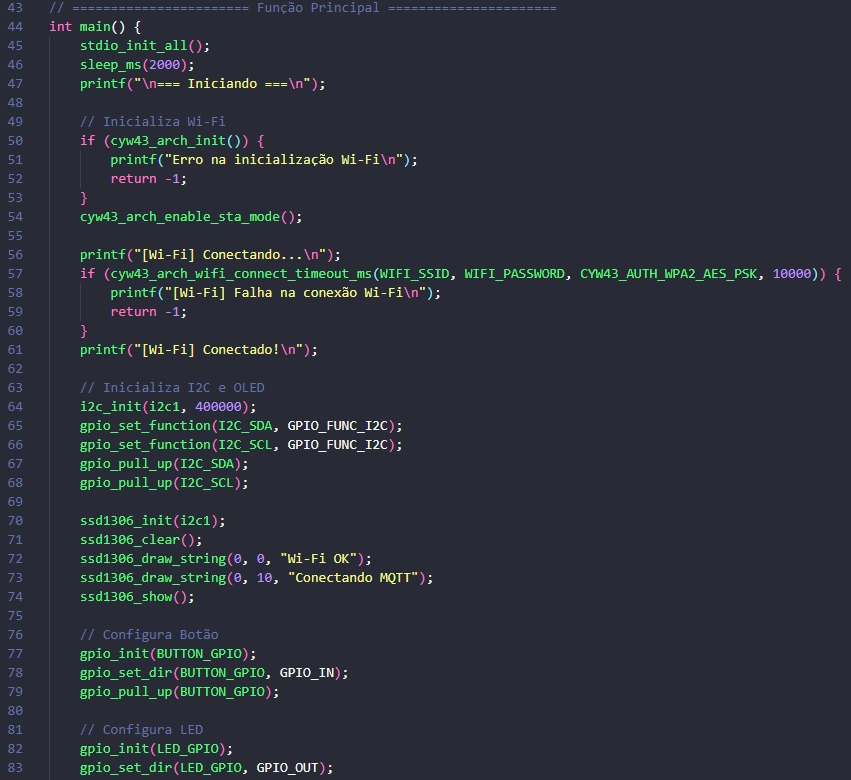 43 // ======================= Função Principal ======================
44 int main() {
45     stdio_init_all();
46     sleep_ms(2000);
47     printf("\n=== Iniciando ===\n");
48
49     // Inicializa Wi-Fi
50     if (cyw43_arch_init()) {
51         printf("Erro na inicialização Wi-Fi\n");
52         return -1;
53     }
54     cyw43_arch_enable_sta_mode();
55
56     printf("[Wi-Fi] Conectando...\n");
57     if (cyw43_arch_wifi_connect_timeout_ms(WIFI_SSID, WIFI_PASSWORD, CYW43_AUTH_WPA2_AES_PSK, 10000)) {
58         printf("[Wi-Fi] Falha na conexão Wi-Fi\n");
59         return -1;
60     }
61     printf("[Wi-Fi] Conectado!\n");
62
63     // Inicializa I2C e OLED
64     i2c_init(i2c1, 400000);
65     gpio_set_function(I2C_SDA, GPIO_FUNC_I2C);
66     gpio_set_function(I2C_SCL, GPIO_FUNC_I2C);
67     gpio_pull_up(I2C_SDA);
68     gpio_pull_up(I2C_SCL);
69
70     ssd1306_init(i2c1);
71     ssd1306_clear();
72     ssd1306_draw_string(0, 0, "Wi-Fi OK");
73     ssd1306_draw_string(0, 10, "Conectando MQTT");
74     ssd1306_show();
75
76     // Configura Botão
77     gpio_init(BUTTON_GPIO);
78     gpio_set_dir(BUTTON_GPIO, GPIO_IN);
79     gpio_pull_up(BUTTON_GPIO);
80
81     // Configura LED
82     gpio_init(LED_GPIO);
83     gpio_set_dir(LED_GPIO, GPIO_OUT);